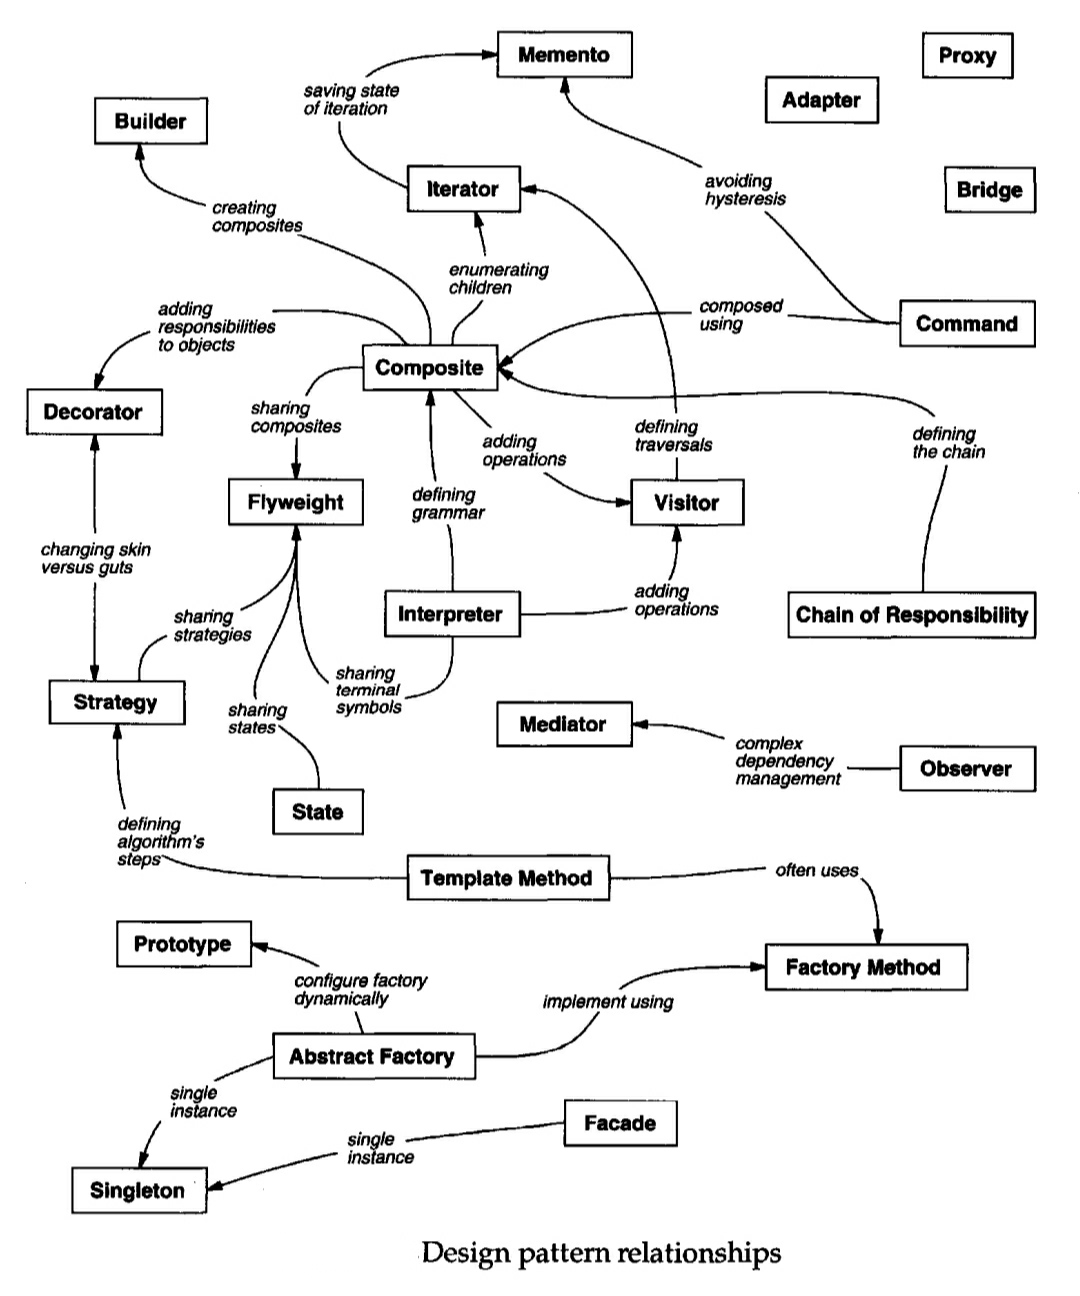 Memento
Proxy
Adapter
saving state
of iteration
Builder
Iterator
avoiding
hysteresis
Bridge
creating
composites
enumerating
children
adding
responsibilities
to objects
composed
using
Command
Composite
Decorator
sharing
composites
adding
operations
defining
traversals
defining
the chain
Flyweight
defining
grammar
Visitor
changing skin
versus guts
sharing
strategies
Interpreter
adding
operations
Chain of Responsibility
sharing
terminal
symbols
Strategy
sharing
states
Mediator
complex
dependency
management
Observer
State
defining
algorithm's
steps
Template Method
often uses
Prototype
Factory Method
configure factory
dynamically
implement using
Abstract Factory
single
instance
Facade
single
instance
Singleton
Design pattern relationships